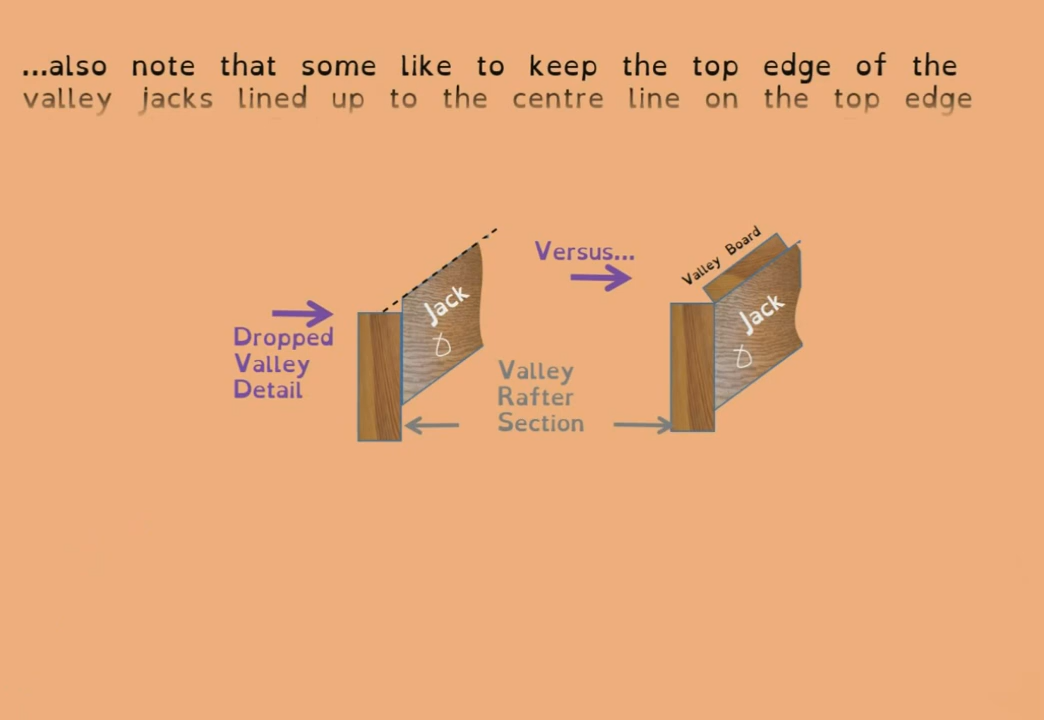 ...also note that some like to keep the top edge of the
valley jacks lined up to the centre line on the top edge
Versus...
Valley Board
Jack
Jack
Dropped
Valley
Detail
Valley
Rafter
Section